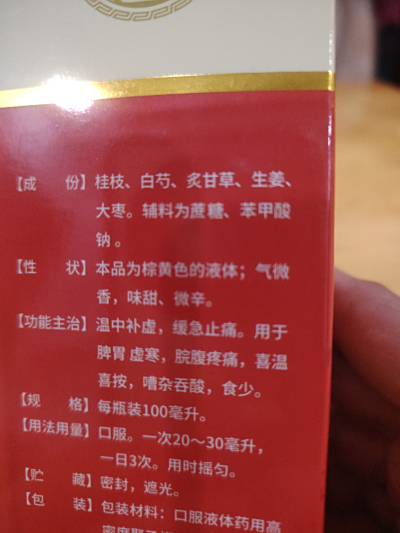 【成 份】桂枝、白芍、炙甘草、生姜、
大枣。辅料为蔗糖、苯甲酸
钠。
【性 状】本品为棕黄色的液体；气微
香，味甜、微辛。
【功能主治】温中补虚，缓急止痛。用于
脾胃虚寒，脘腹疼痛，喜温
喜按，嘈杂吞酸，食少。
【规 格】每瓶装100毫升。
【用法用量】口服。一次20～30毫升，
一日3次。用时摇匀。
【贮 藏】密封，遮光。
【包 装】包装材料：口服液体药用高
密度聚乙